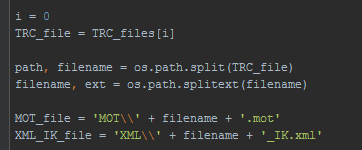 i = 0
TRC_file = TRC_files[i]
path, filename = os.path.split(TRC_file)
filename, ext = os.path.splitext(filename)
MOT_file = 'MOT\\' + filename + '.mot'
XML_IK_file = 'XML\\' + filename + '_IK.xml'